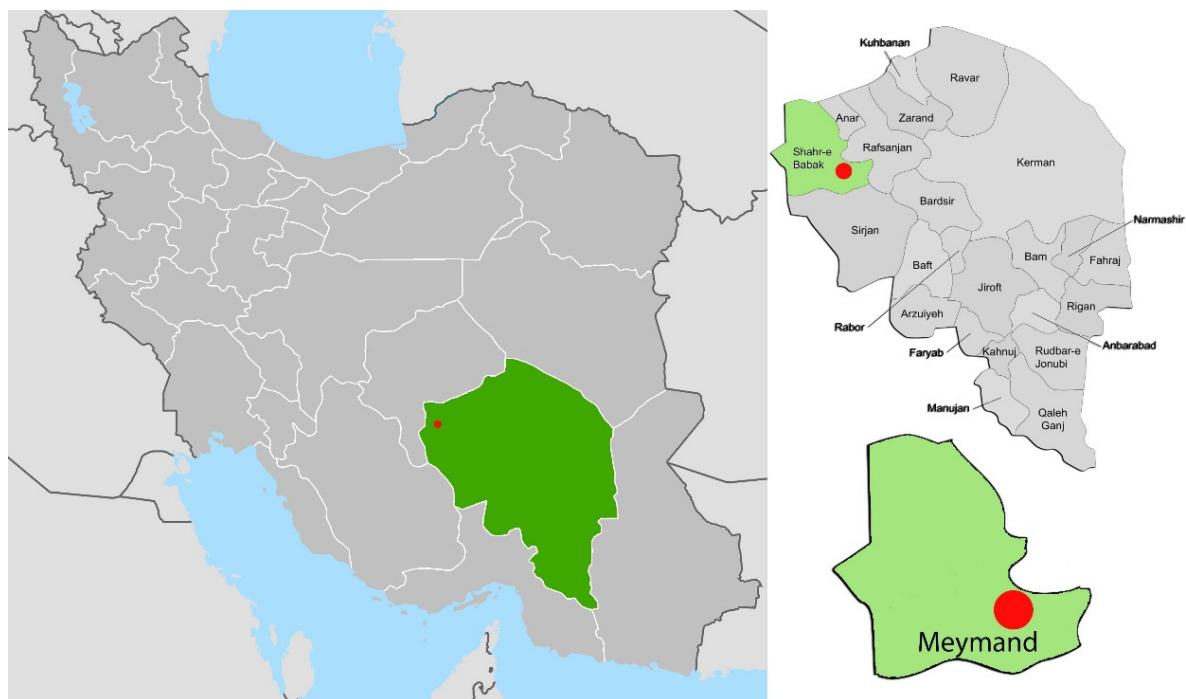 Kuhbanan
Ravar
Anar
Zarand
Shahr-e
Babak
Rafsanjan
Kerman
Bardsir
Narmashir
Sirjan
Bam
Fahraj
Baft
Jiroft
Rigan
Arzuiyeh
Rabor
Anbarabad
Faryab
Kahnuj
Rudbar-e
Jonubi
Manujan
Qaleh
Ganj
Meymand